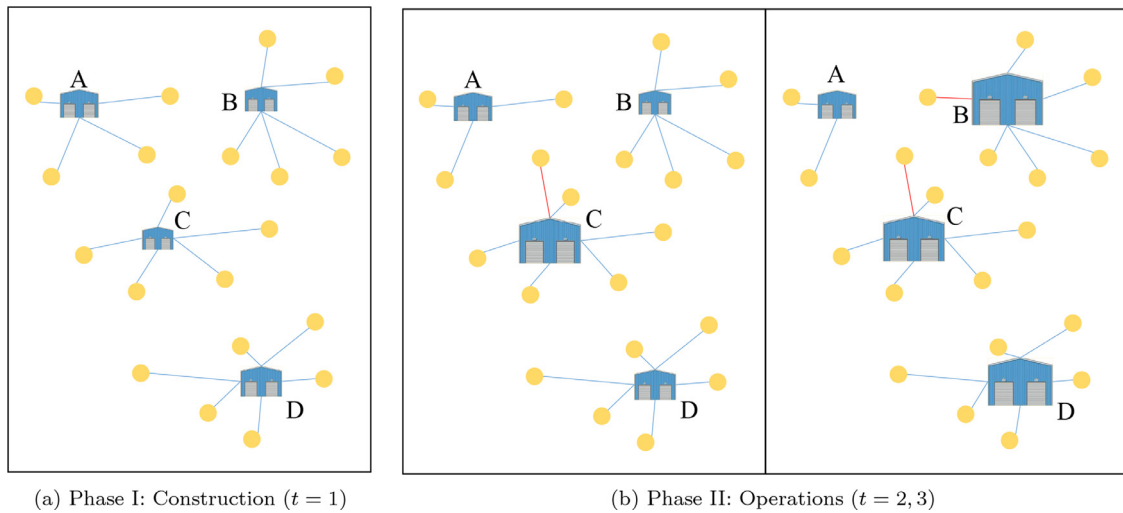 A
B
C
D
A
B
C
D
A
B
C
D
(a) Phase I: Construction (t = 1)
(b) Phase II: Operations (t = 2, 3)